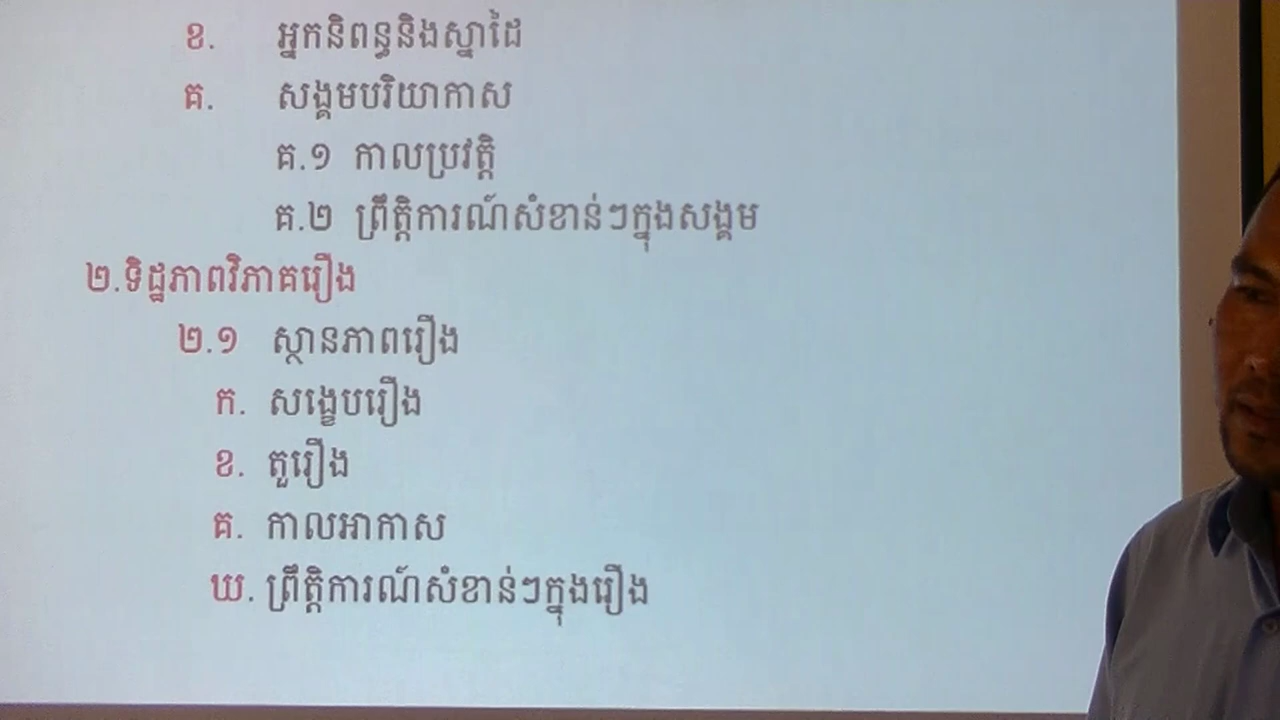 ខ. អ្នកនិពន្ធនិងស្នាដៃ
គ. សង្គមបរិយាកាស
គ.១ កាលប្រវត្តិ
គ.២ ព្រឹត្តិការណ៍សំខាន់ៗក្នុងសង្គម
២.ទិដ្ឋភាពវិភាគរឿង
២.១ ស្ថានភាពរឿង
ក. សង្ខេបរឿង
ខ. តួរឿង
គ. កាលអាកាស
ឃ. ព្រឹត្តិការណ៍សំខាន់ៗក្នុងរឿង